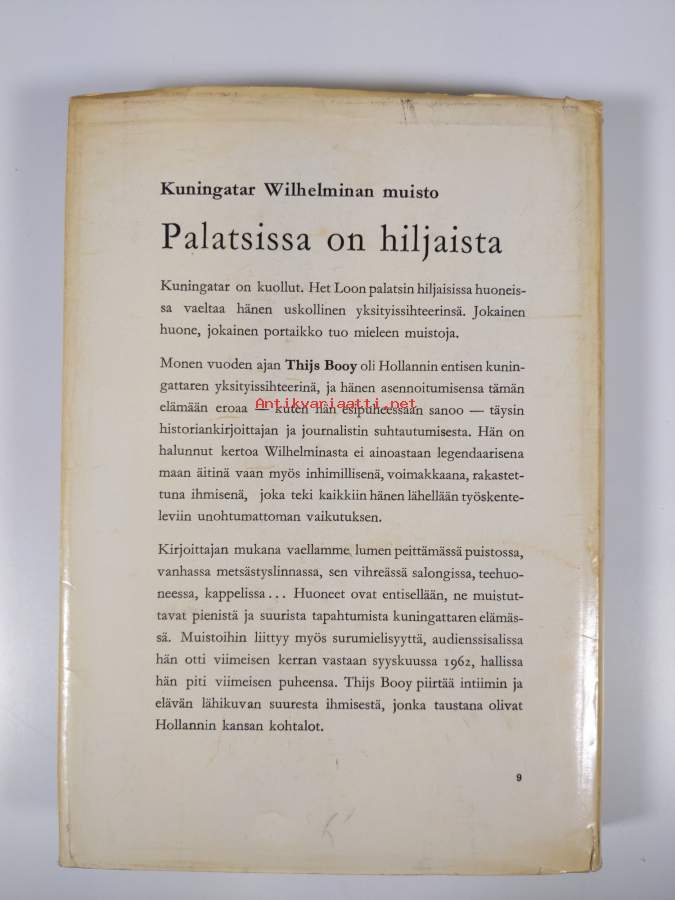 Kuningatar Wilhelminan muisto
Palatsissa on hiljaista
Kuningatar on kuollut. Het Loon palatsin hiljaisissa huoneis-
sa vaeltaa hänen uskollinen yksityissihteerinsä. Jokainen
huone, jokainen portaikko tuo mieleen muistoja.
Monen vuoden ajan Thijs Booy oli Hollannin entisen kunin-
gattaren yksityissihteerinä, ja hänen asennoitumisensa tämän
elämään eroaa — kuten hän esipuheessaan sanoo — täysin
Antikvariaatti.net
historiankirjoittajan ja journalistin suhtautumisesta. Hän on
halunnut kertoa Wilhelminasta ei ainoastaan legendaarisena
maan äitinä vaan myös inhimillisenä, voimakkaana, rakastet-
tuna ihmisenä, joka teki kaikkiin hänen lähellään työskente-
leviin unohtumattoman vaikutuksen.
Kirjoittajan mukana vaellamme lumen peittämässä puistossa,
vanhassa metsästyslinnassa, sen vihreässä salongissa, teehuo-
neessa, kappelissa... Huoneet ovat entisellään, ne muistut-
tavat pienistä ja suurista tapahtumista kuningattaren elämäs-
sä. Muistoihin liittyy myös surumielisyyttä, audienssisalissa
hän otti viimeisen kerran vastaan syyskuussa 1962, hallissa
hän piti viimeisen puheensa. Thijs Booy piirtää intiimin ja
elävän lähikuvan suuresta ihmisestä, jonka taustana olivat
Hollannin kansan kohtalot.
9